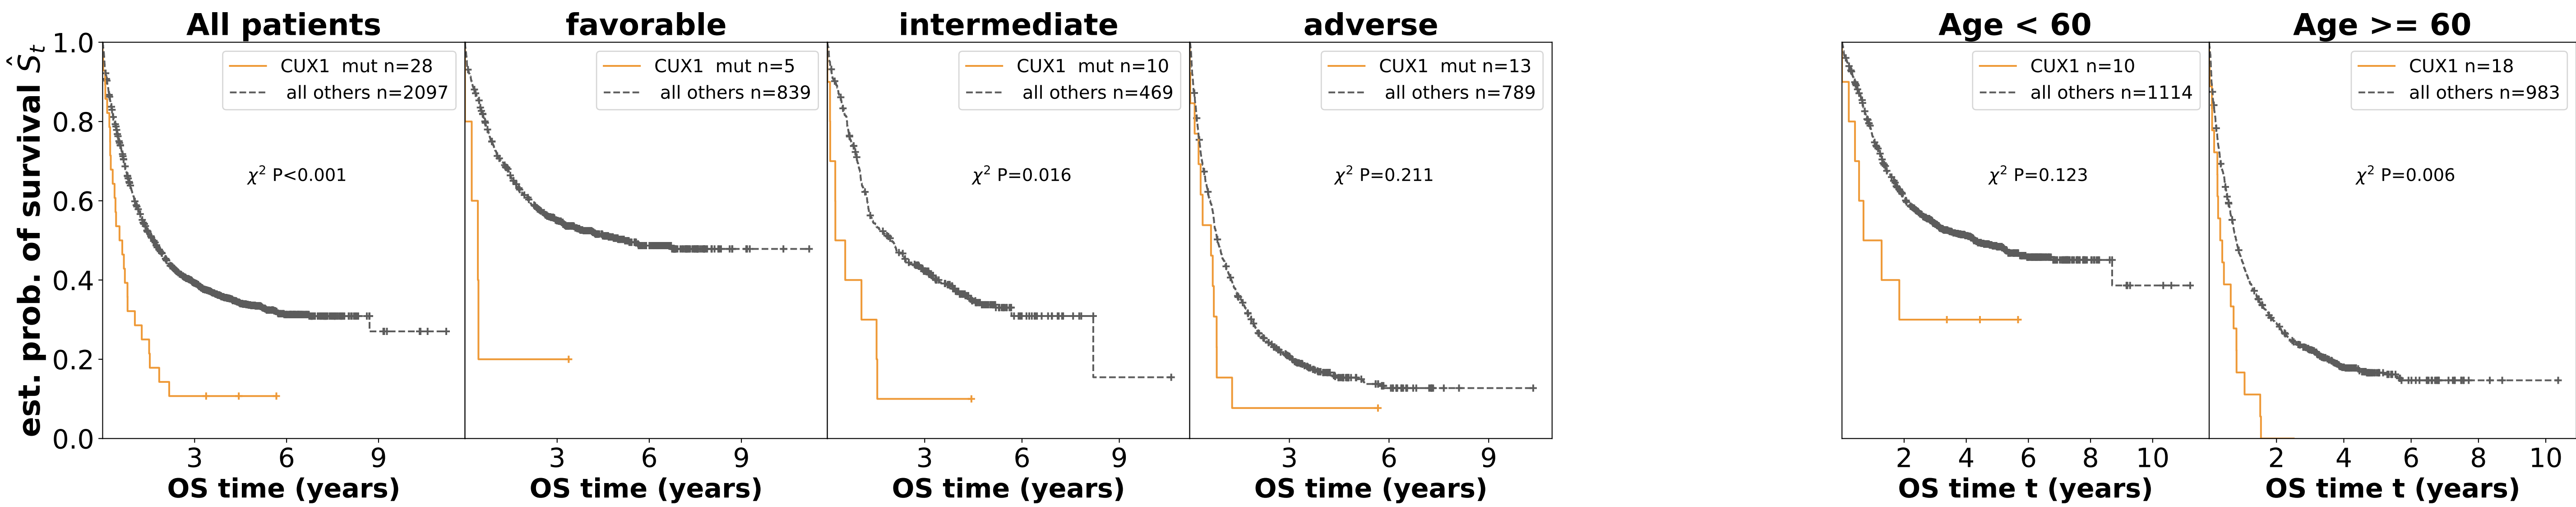 All patients
favorable
intermediate
adverse
Age < 60
Age >= 60
est. prob. of survival Ŝt
1.0
0.8
0.6
0.4
0.2
0.0
CUX1 mut n=28
all others n=2097
χ² P<0.001
3 6 9
OS time (years)
CUX1 mut n=5
all others n=839
3 6 9
OS time (years)
CUX1 mut n=10
all others n=469
χ² P=0.016
3 6 9
OS time (years)
CUX1 mut n=13
all others n=789
χ² P=0.211
3 6 9
OS time (years)
CUX1 n=10
all others n=1114
χ² P=0.123
2 4 6 8 10
OS time t (years)
CUX1 n=18
all others n=983
χ² P=0.006
2 4 6 8 10
OS time t (years)